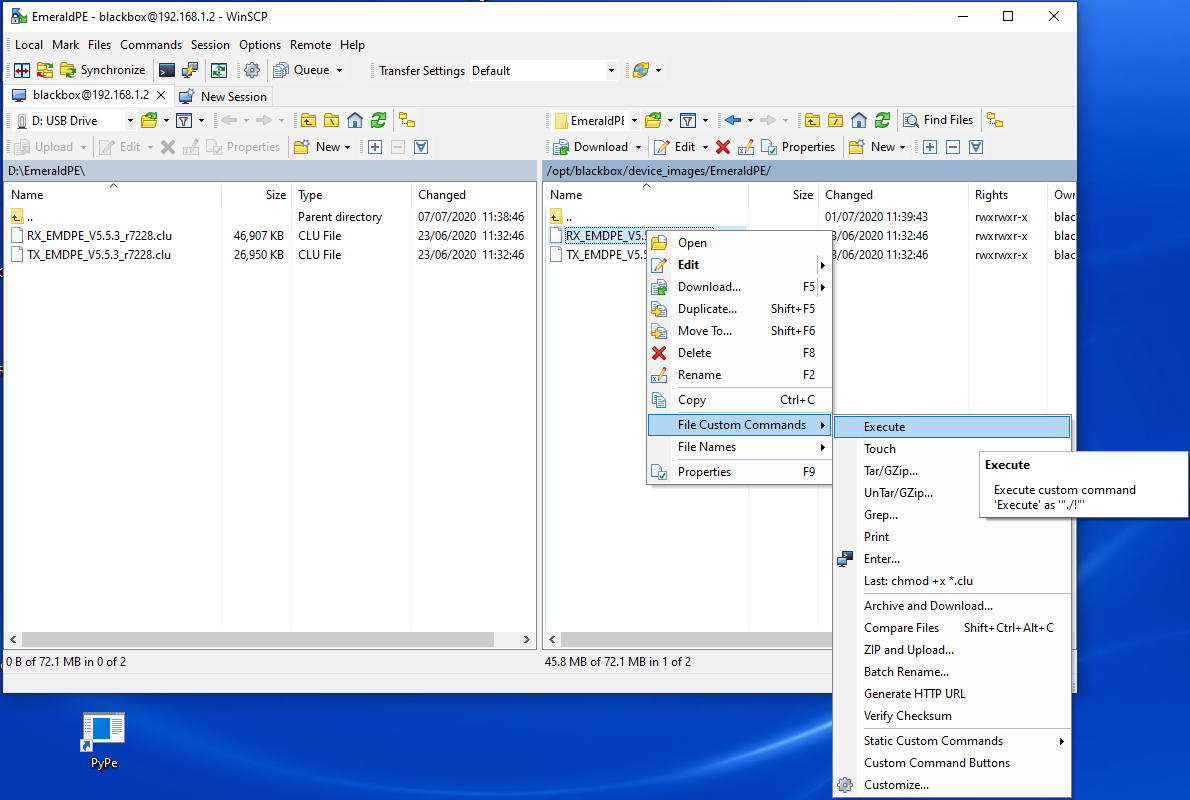 EmeraldPE - blackbox@192.168.1.2 - WinSCP
Local Mark Files Commands Session Options Remote Help
Synchronize Queue Transfer Settings Default
blackbox@192.168.1.2 New Session
D: USB Drive
EmeraldPE Find Files
Upload Edit Properties New
Download Edit Properties New
D:\EmeraldPE\
/opt/blackbox/device_images/EmeraldPE/
Name Size Type Changed
.. Parent directory 07/07/2020 11:38:46
RX_EMDPE_V5.5.3_r7228.clu 46,907 KB CLU File 23/06/2020 11:32:46
TX_EMDPE_V5.5.3_r7228.clu 26,950 KB CLU File 23/06/2020 11:32:46
Name Size Changed Rights Own
.. 01/07/2020 11:39:43 rwxrwxr-x blac
RX_EMDPE_V5. 3/06/2020 11:32:46 rwxrwxr-x blac
TX_EMDPE_V5. 3/06/2020 11:32:46 rwxrwxr-x blac
Open
Edit
Download... F5
Duplicate... Shift+F5
Move To... Shift+F6
Delete F8
Rename F2
Copy Ctrl+C
File Custom Commands
File Names
Properties F9
Execute
Touch
Tar/GZip...
UnTar/GZip...
Grep...
Print
Enter...
Last: chmod +x *.clu
Archive and Download...
Compare Files Shift+Ctrl+Alt+C
ZIP and Upload...
Batch Rename...
Generate HTTP URL
Verify Checksum
Static Custom Commands
Custom Command Buttons
Customize...
Execute
Execute custom command
'Execute' as '"./!"'
0 B of 72.1 MB in 0 of 2
45.8 MB of 72.1 MB in 1 of 2
PyPe